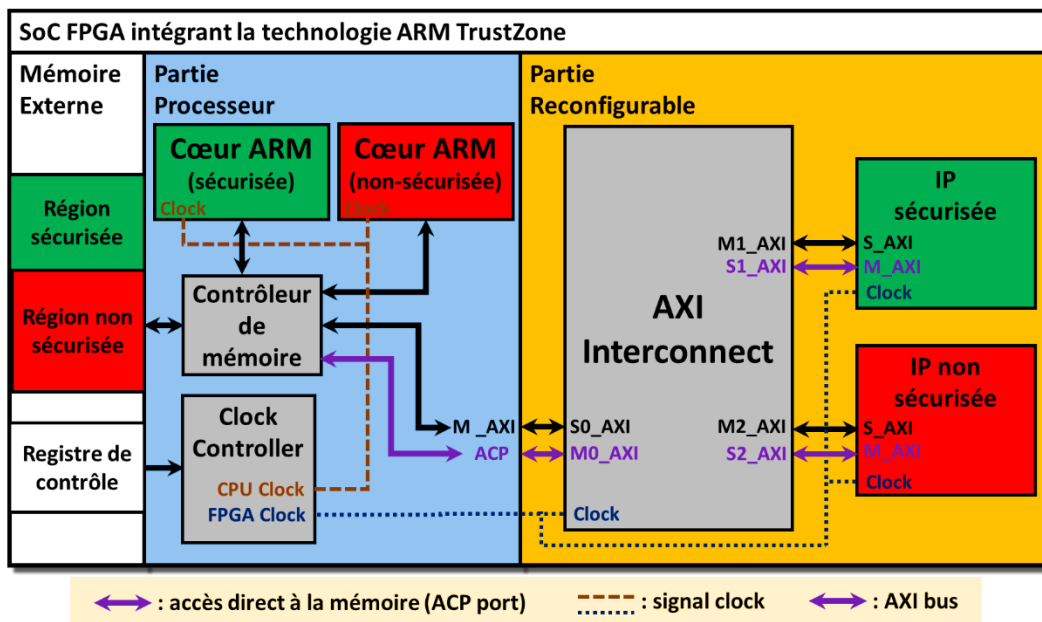 SoC FPGA intégrant la technologie ARM TrustZone
Mémoire
Externe
Région
sécurisée
Région non
sécurisée
Registre de
contrôle
Partie
Processeur
Cœur ARM
(sécurisée)
Clock
Cœur ARM
(non-sécurisée)
Clock
Contrôleur
de
mémoire
Clock
Controller
CPU Clock
FPGA Clock
M _AXI
ACP
Partie
Reconfigurable
AXI
Interconnect
M1_AXI
S1_AXI
S0_AXI
M0_AXI
M2_AXI
S2_AXI
Clock
IP
sécurisée
S_AXI
M_AXI
Clock
IP non
sécurisée
S_AXI
M_AXI
Clock
: accès direct à la mémoire (ACP port)
: signal clock
: AXI bus